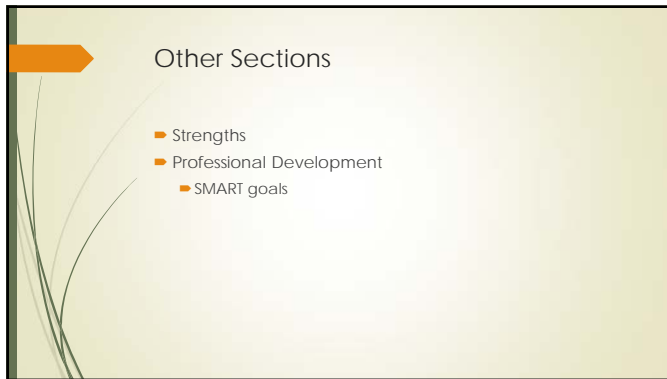 Other Sections
Strengths
Professional Development
SMART goals